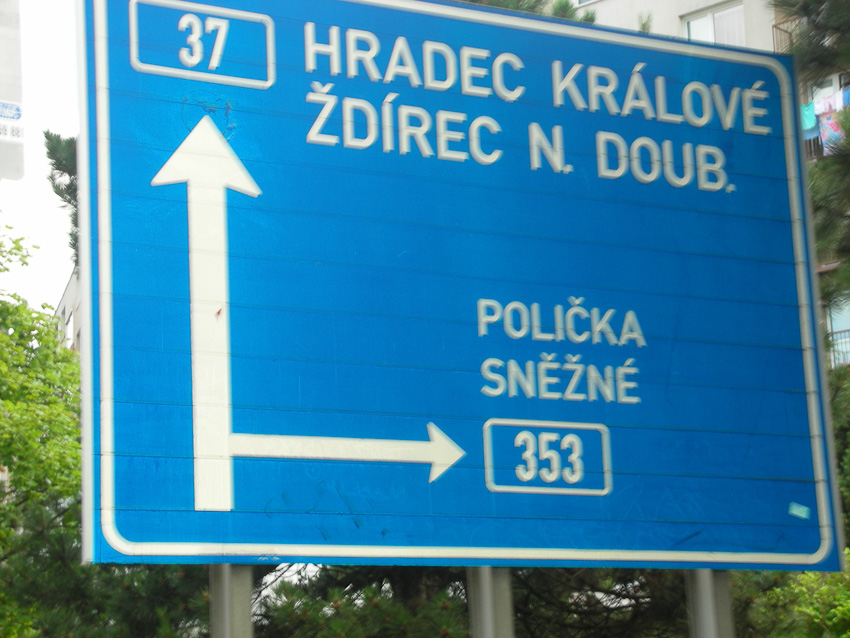 37
HRADEC KRÁLOVÉ
ŽDÍREC N. DOUB.
POLIČKA
SNĚŽNÉ
353